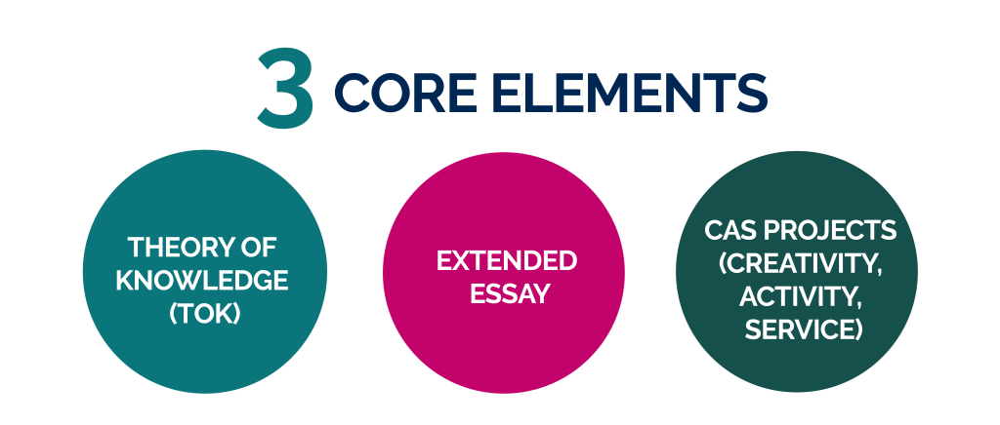 3 CORE ELEMENTS
THEORY OF
KNOWLEDGE
(TOK)
EXTENDED
ESSAY
CAS PROJECTS
(CREATIVITY,
ACTIVITY,
SERVICE)